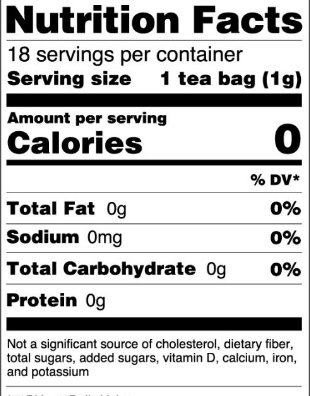 Nutrition Facts
18 servings per container
Serving size 1 tea bag (1g)
Amount per serving
Calories 0
% DV*
Total Fat 0g 0%
Sodium 0mg 0%
Total Carbohydrate 0g 0%
Protein 0g
Not a significant source of cholesterol, dietary fiber,
total sugars, added sugars, vitamin D, calcium, iron,
and potassium